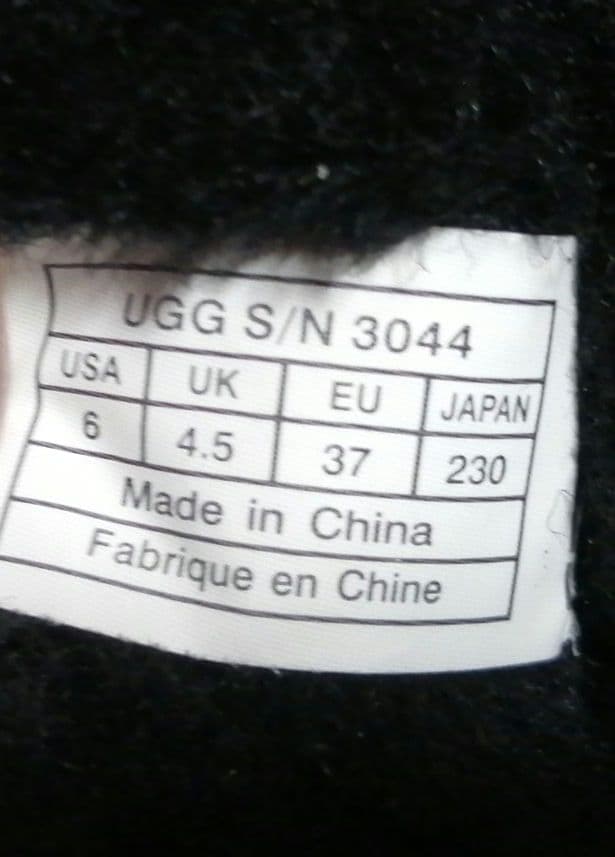 UGG S/N 3044
USA UK EU JAPAN
6 4.5 37 230
Made in China
Fabrique en Chine